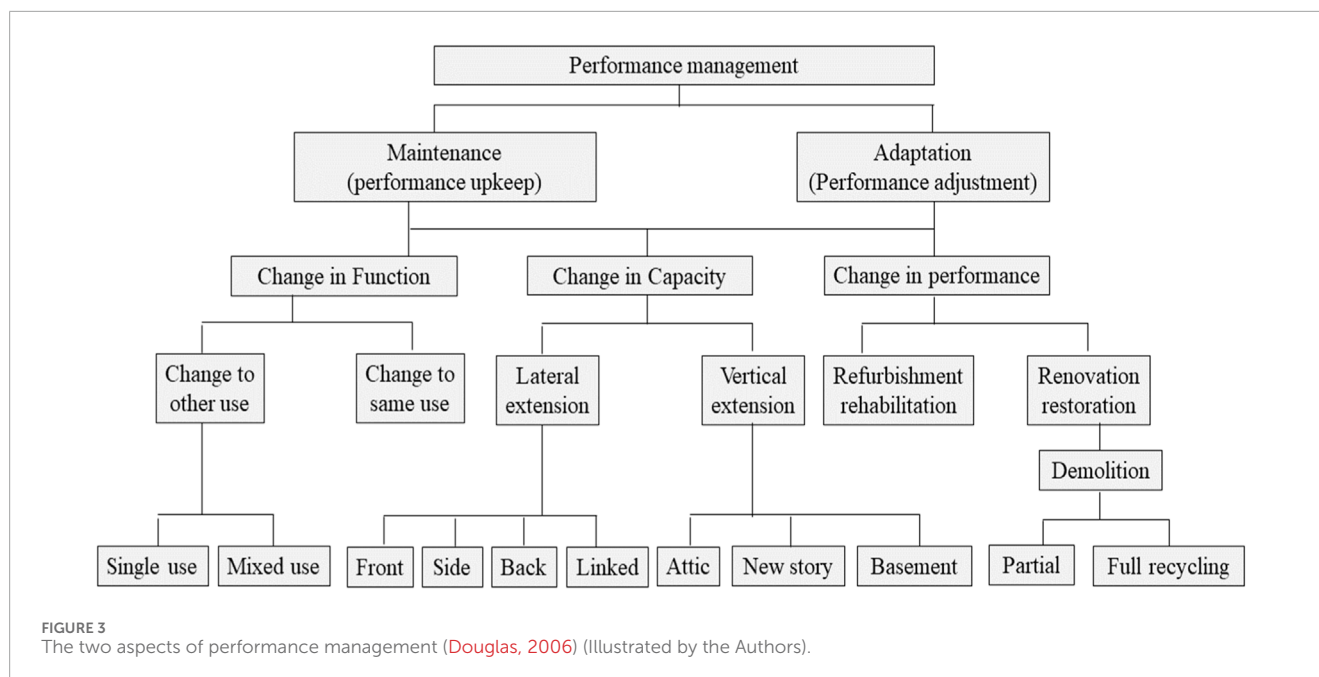 Performance management
Maintenance
(performance upkeep)
Adaptation
(Performance adjustment)
Change in Function
Change in Capacity
Change in performance
Change to
other use
Change to
same use
Lateral
extension
Vertical
extension
Refurbishment
rehabilitation
Renovation
restoration
Demolition
Single use
Mixed use
Front
Side
Back
Linked
Attic
New story
Basement
Partial
Full recycling
FIGURE 3
The two aspects of performance management (Douglas, 2006) (Illustrated by the Authors).